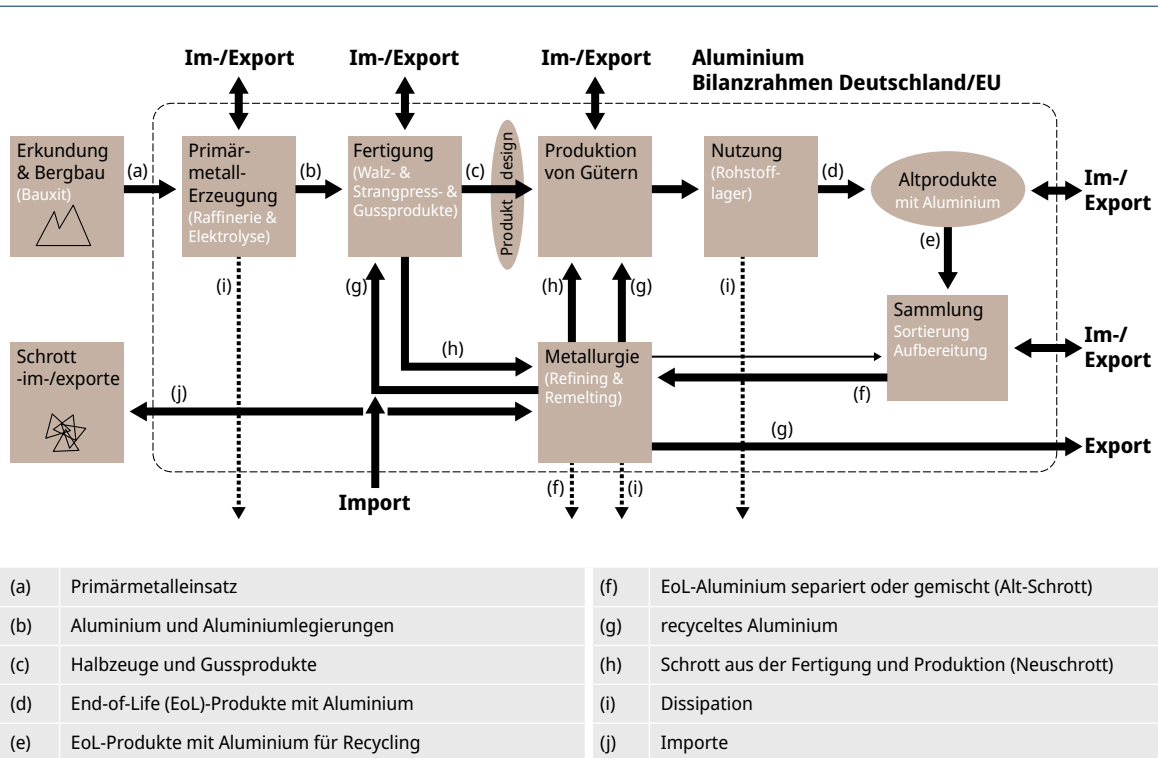 Im-/Export
Im-/Export
Im-/Export
Aluminium
Bilanzrahmen Deutschland/EU
Erkundung
& Bergbau
(Bauxit)
(a)
Primär-
metall-
Erzeugung
(Raffinerie &
Elektrolyse)
(b)
Fertigung
(Walz- &
Strangpress- &
Gussprodukte)
(c)
Produkt design
Produktion
von Gütern
Nutzung
(Rohstoff-
lager)
(d)
Altprodukte
mit Aluminium
Im-/
Export
(e)
(i)
(g)
(h)
(g)
(i)
Sammlung
Sortierung
Aufbereitung
Im-/
Export
Schrott
-im-/exporte
(j)
(h)
Metallurgie
(Refining &
Remelting)
(f)
(g)
Export
Import
(f)
(i)
(a) Primärmetalleinsatz
(b) Aluminium und Aluminiumlegierungen
(c) Halbzeuge und Gussprodukte
(d) End-of-Life (EoL)-Produkte mit Aluminium
(e) EoL-Produkte mit Aluminium für Recycling
(f) EoL-Aluminium separiert oder gemischt (Alt-Schrott)
(g) recyceltes Aluminium
(h) Schrott aus der Fertigung und Produktion (Neuschrott)
(i) Dissipation
(j) Importe